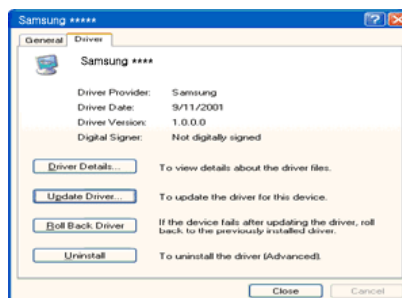 Samsung *****
General Driver
Samsung ****
Driver Provider: Samsung
Driver Date: 9/11/2001
Driver Version: 1.0.0.0
Digital Signer: Not digitally signed
Driver Details... To view details about the driver files.
Update Driver... To update the driver for this device.
Roll Back Driver If the device fails after updating the driver, roll
back to the previously installed driver.
Uninstall To uninstall the driver (Advanced).
Close Cancel